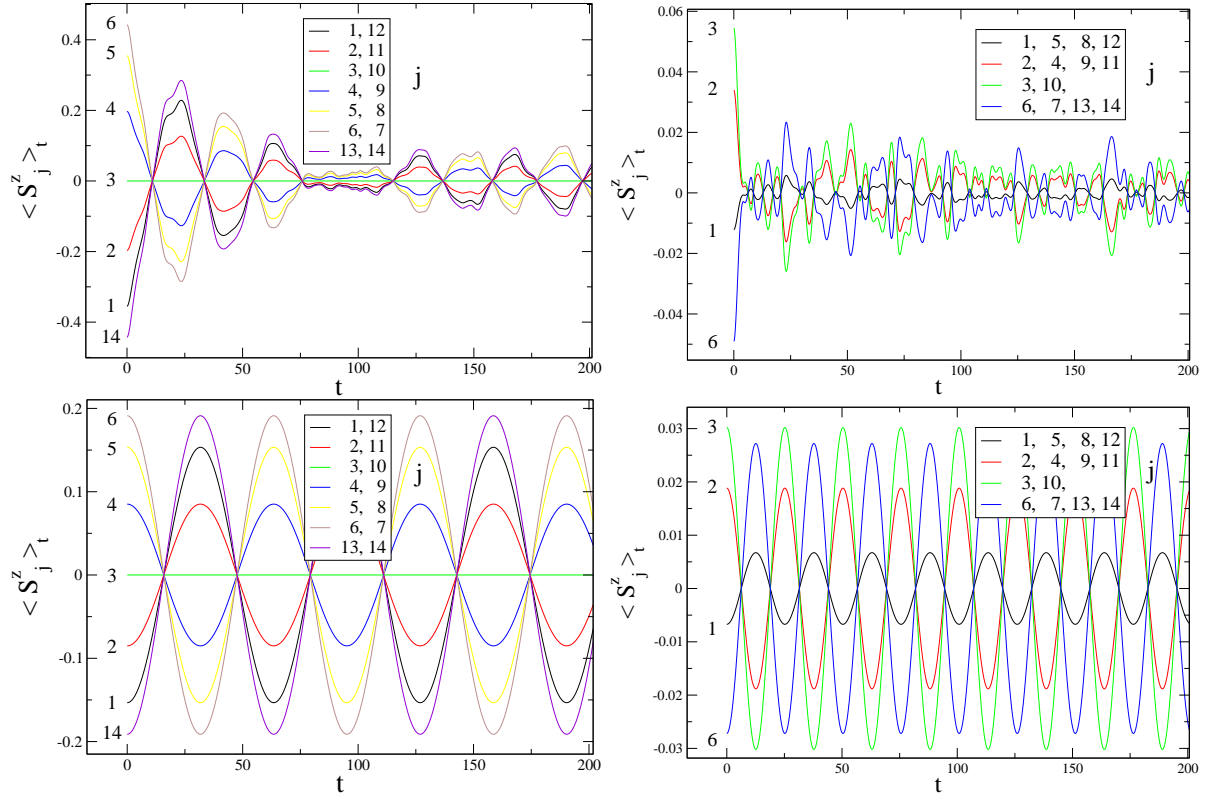 6
5
4
3
2
1
14
0.4
0.2
0
-0.2
-0.4
< S^z_j >_t
0 50 100 150 200
t
1, 12
2, 11
3, 10
4, 9
5, 8
6, 7
13, 14
j
3
2
1
6
0.06
0.04
0.02
0
-0.02
-0.04
< S^z_j >_t
0 50 100 150 200
t
1, 5, 8, 12
2, 4, 9, 11
3, 10,
6, 7, 13, 14
j
6
5
4
3
2
1
14
0.2
0.1
0
-0.1
-0.2
< S^z_j >_t
0 50 100 150 200
t
1, 12
2, 11
3, 10
4, 9
5, 8
6, 7
13, 14
j
3
2
1
6
0.03
0.02
0.01
0
-0.01
-0.02
-0.03
< S^z_j >_t
0 50 100 150 200
t
1, 5, 8, 12
2, 4, 9, 11
3, 10,
6, 7, 13, 14
j